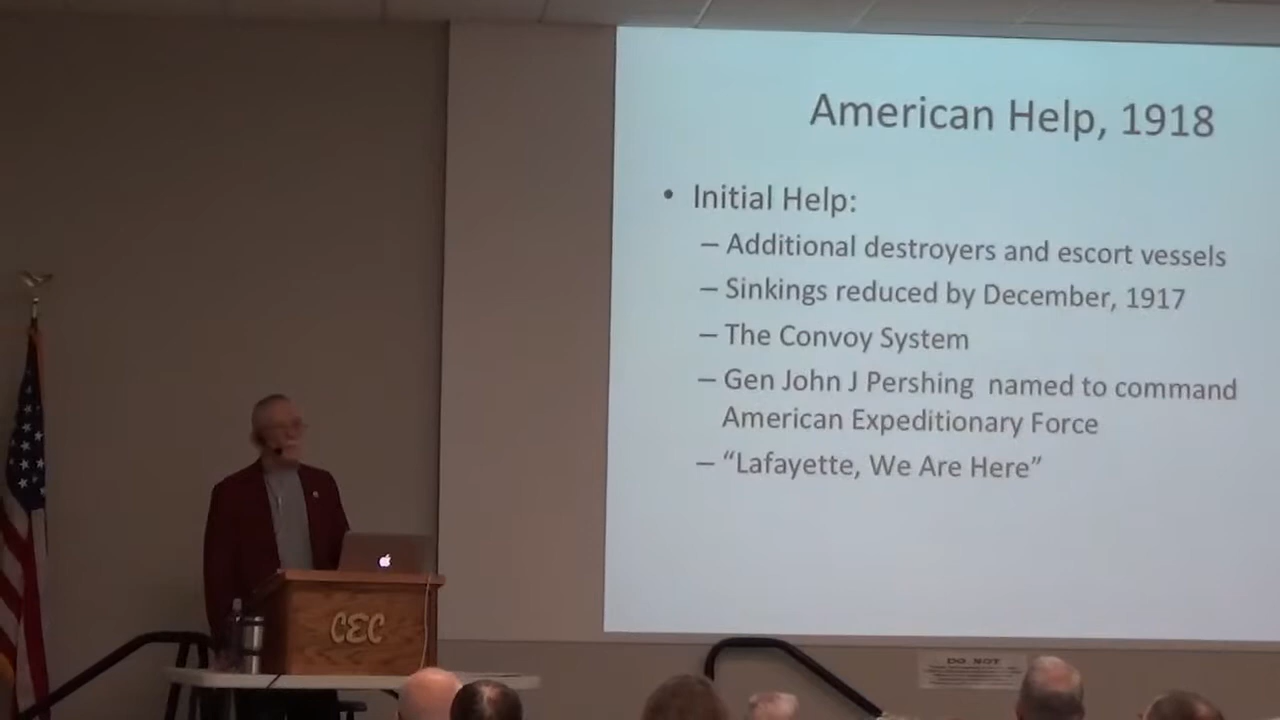 American Help, 1918
• Initial Help:
– Additional destroyers and escort vessels
– Sinkings reduced by December, 1917
– The Convoy System
– Gen John J Pershing  named to command
American Expeditionary Force
– “Lafayette, We Are Here”
CEC
DO NOT